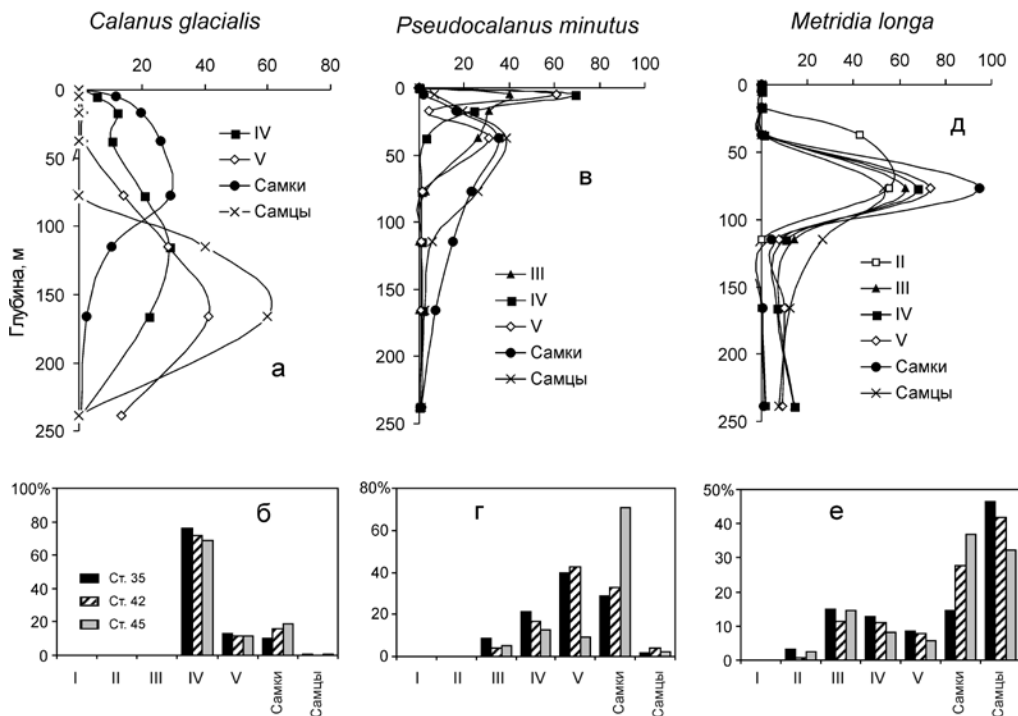 Calanus glacialis
Pseudocalanus minutus
Metridia longa
20 40 60 80
0
50
100
150
200
250
Глубина, м
IV
V
Самки
Самцы
а
0 20 40 60 80 100
0
50
100
150
200
250
в
III
IV
V
Самки
Самцы
0 20 40 60 80 100
0
50
100
150
200
250
д
II
III
IV
V
Самки
Самцы
100%
80
60
40
20
0
б
Ст. 35
Ст. 42
Ст. 45
I II III IV V Самки Самцы
80%
60
40
20
0
г
I II III IV V Самки Самцы
50%
40
30
20
10
0
е
I II III IV V Самки Самцы